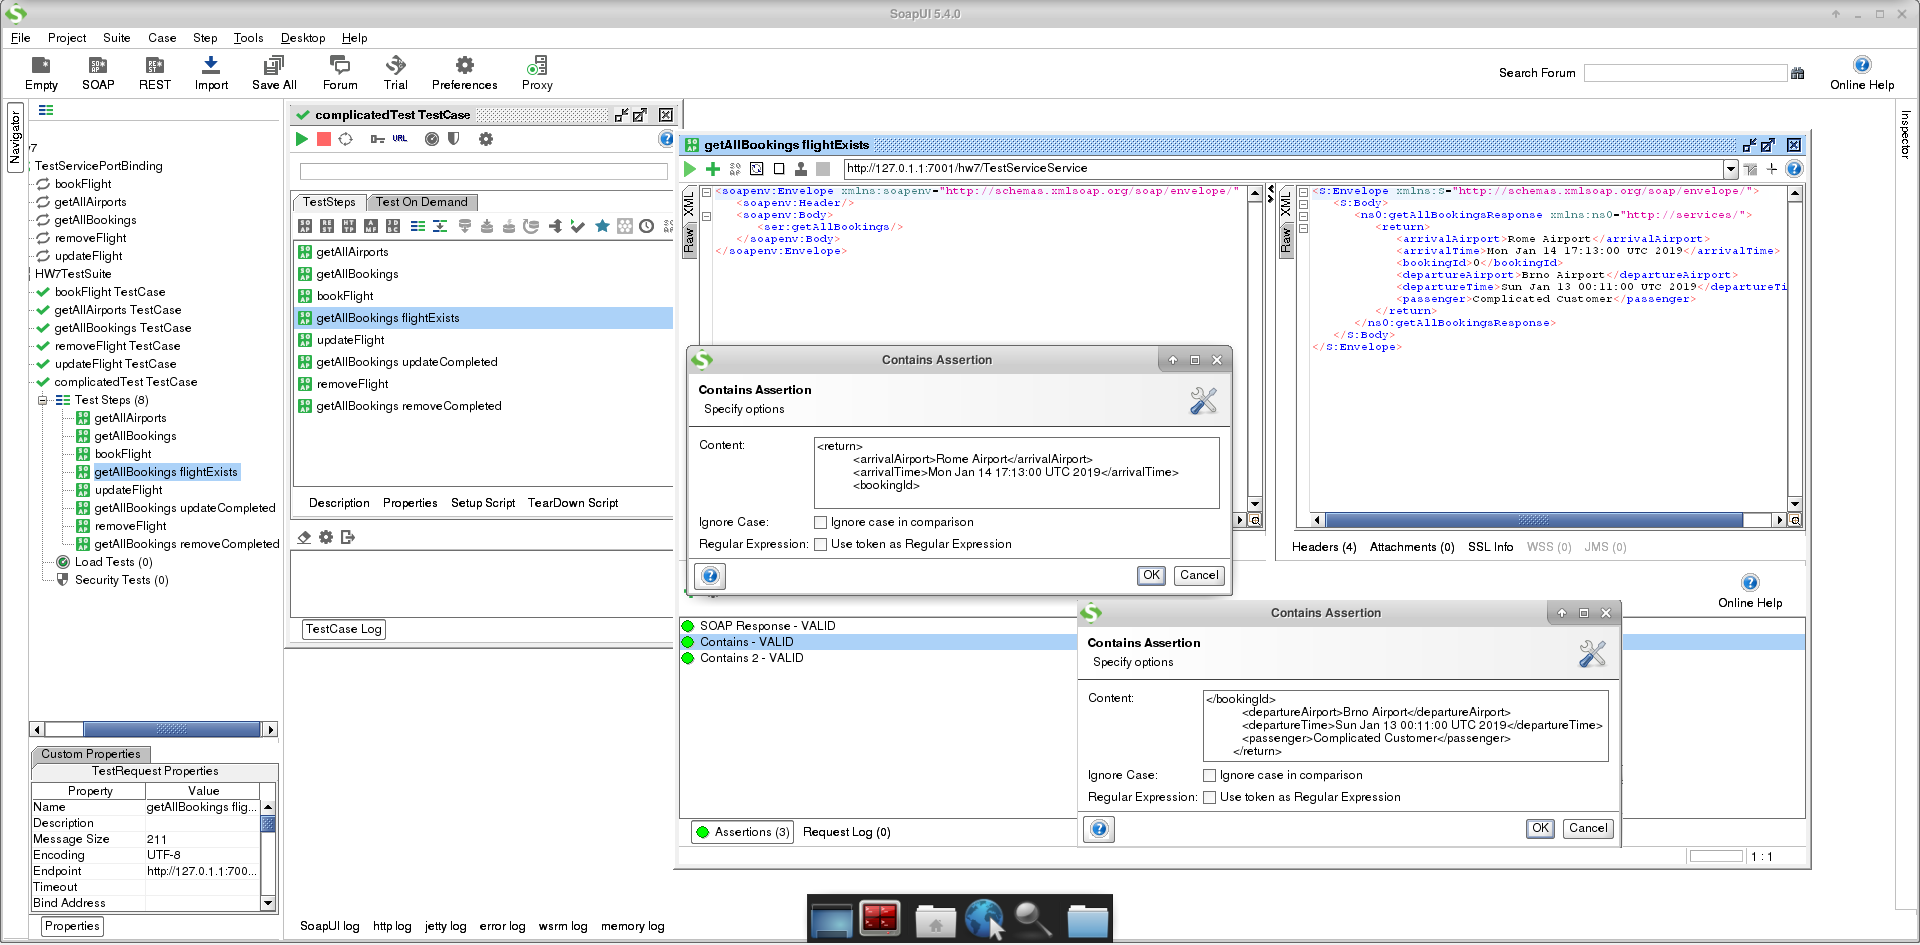 SoapUI 5.4.0
File Project Suite Case Step Tools Desktop Help
Empty SOAP REST Import Save All Forum Trial Preferences Proxy
Search Forum
Online Help
Navigator
Inspector
TestServicePortBinding
bookFlight
getAllAirports
getAllBookings
removeFlight
updateFlight
HW7TestSuite
bookFlight TestCase
getAllAirports TestCase
getAllBookings TestCase
removeFlight TestCase
updateFlight TestCase
complicatedTest TestCase
Test Steps (8)
getAllAirports
getAllBookings
bookFlight
getAllBookings flightExists
updateFlight
getAllBookings updateCompleted
removeFlight
getAllBookings removeCompleted
Load Tests (0)
Security Tests (0)
Custom Properties
TestRequest Properties
Property Value
Name getAllBookings flig...
Description
Message Size 211
Encoding UTF-8
Endpoint http://127.0.1.1:700...
Timeout
Bind Address
Properties
complicatedTest TestCase
URL
TestSteps Test On Demand
getAllAirports
getAllBookings
bookFlight
getAllBookings flightExists
updateFlight
getAllBookings updateCompleted
removeFlight
getAllBookings removeCompleted
Description Properties Setup Script TearDown Script
TestCase Log
getAllBookings flightExists
http://127.0.1.1:7001/hw7/TestServiceService
XML
Raw
<soapenv:Envelope xmlns:soapenv="http://schemas.xmlsoap.org/soap/envelope/"
<soapenv:Header/>
<soapenv:Body>
<ser:getAllBookings/>
</soapenv:Body>
</soapenv:Envelope>
XML
Raw
<S:Envelope xmlns:S="http://schemas.xmlsoap.org/soap/envelope/">
<S:Body>
<ns0:getAllBookingsResponse xmlns:ns0="http://services/">
<return>
<arrivalAirport>Rome Airport</arrivalAirport>
<arrivalTime>Mon Jan 14 17:13:00 UTC 2019</arrivalTime>
<bookingId>0</bookingId>
<departureAirport>Brno Airport</departureAirport>
<departureTime>Sun Jan 13 00:11:00 UTC 2019</departureTi
<passenger>Complicated Customer</passenger>
</return>
</ns0:getAllBookingsResponse>
</S:Body>
</S:Envelope>
Headers (4) Attachments (0) SSL Info WSS (0) JMS (0)
Online Help
Contains Assertion
Contains Assertion
Specify options
Content:
<return>
<arrivalAirport>Rome Airport</arrivalAirport>
<arrivalTime>Mon Jan 14 17:13:00 UTC 2019</arrivalTime>
<bookingId>
Ignore Case: Ignore case in comparison
Regular Expression: Use token as Regular Expression
OK Cancel
SOAP Response - VALID
Contains - VALID
Contains 2 - VALID
Contains Assertion
Contains Assertion
Specify options
Content:
</bookingId>
<departureAirport>Brno Airport</departureAirport>
<departureTime>Sun Jan 13 00:11:00 UTC 2019</departureTime>
<passenger>Complicated Customer</passenger>
</return>
Ignore Case: Ignore case in comparison
Regular Expression: Use token as Regular Expression
OK Cancel
Assertions (3) Request Log (0)
1 : 1
SoapUI log http log jetty log error log wsrm log memory log